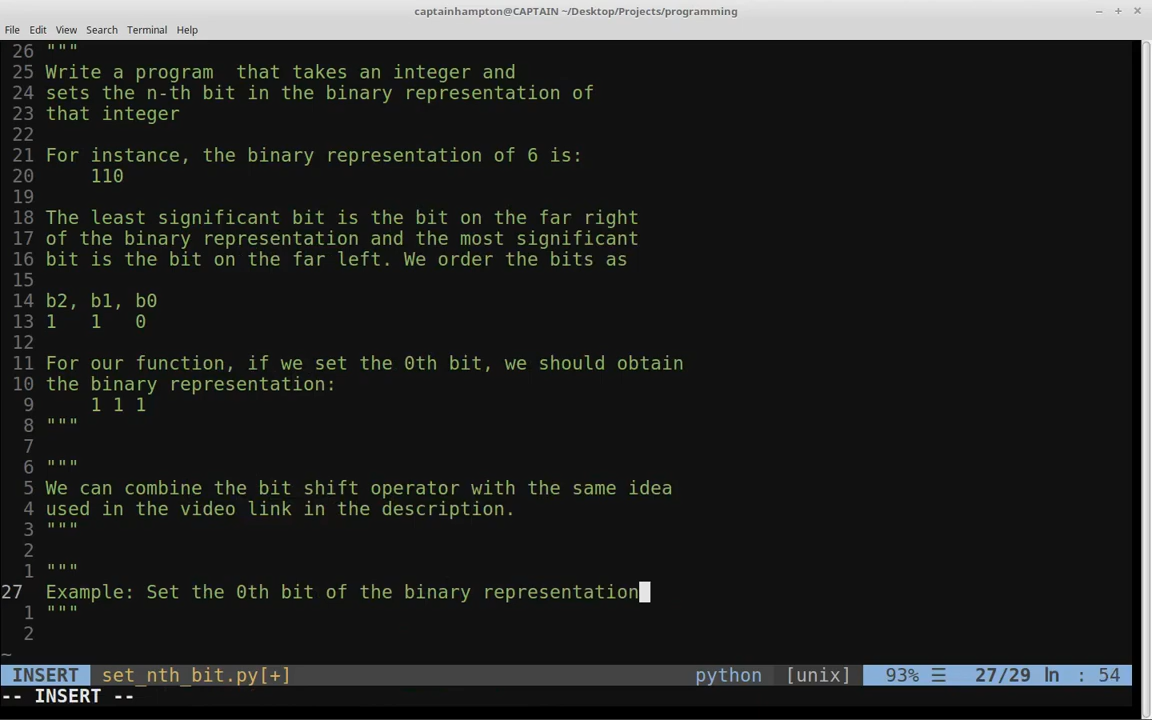 captainhampton@CAPTAIN ~/Desktop/Projects/programming
File Edit View Search Terminal Help
26 """
25 Write a program  that takes an integer and
24 sets the n-th bit in the binary representation of
23 that integer
22
21 For instance, the binary representation of 6 is:
20     110
19
18 The least significant bit is the bit on the far right
17 of the binary representation and the most significant
16 bit is the bit on the far left. We order the bits as
15
14 b2, b1, b0
13 1   1   0
12
11 For our function, if we set the 0th bit, we should obtain
10 the binary representation:
9     1 1 1
8 """
7
6 """
5 We can combine the bit shift operator with the same idea
4 used in the video link in the description.
3 """
2
1 """
27 Example: Set the 0th bit of the binary representation
1 """
2
~
INSERT set_nth_bit.py[+] python [unix] 93% ☰ 27/29 ln : 54
-- INSERT --